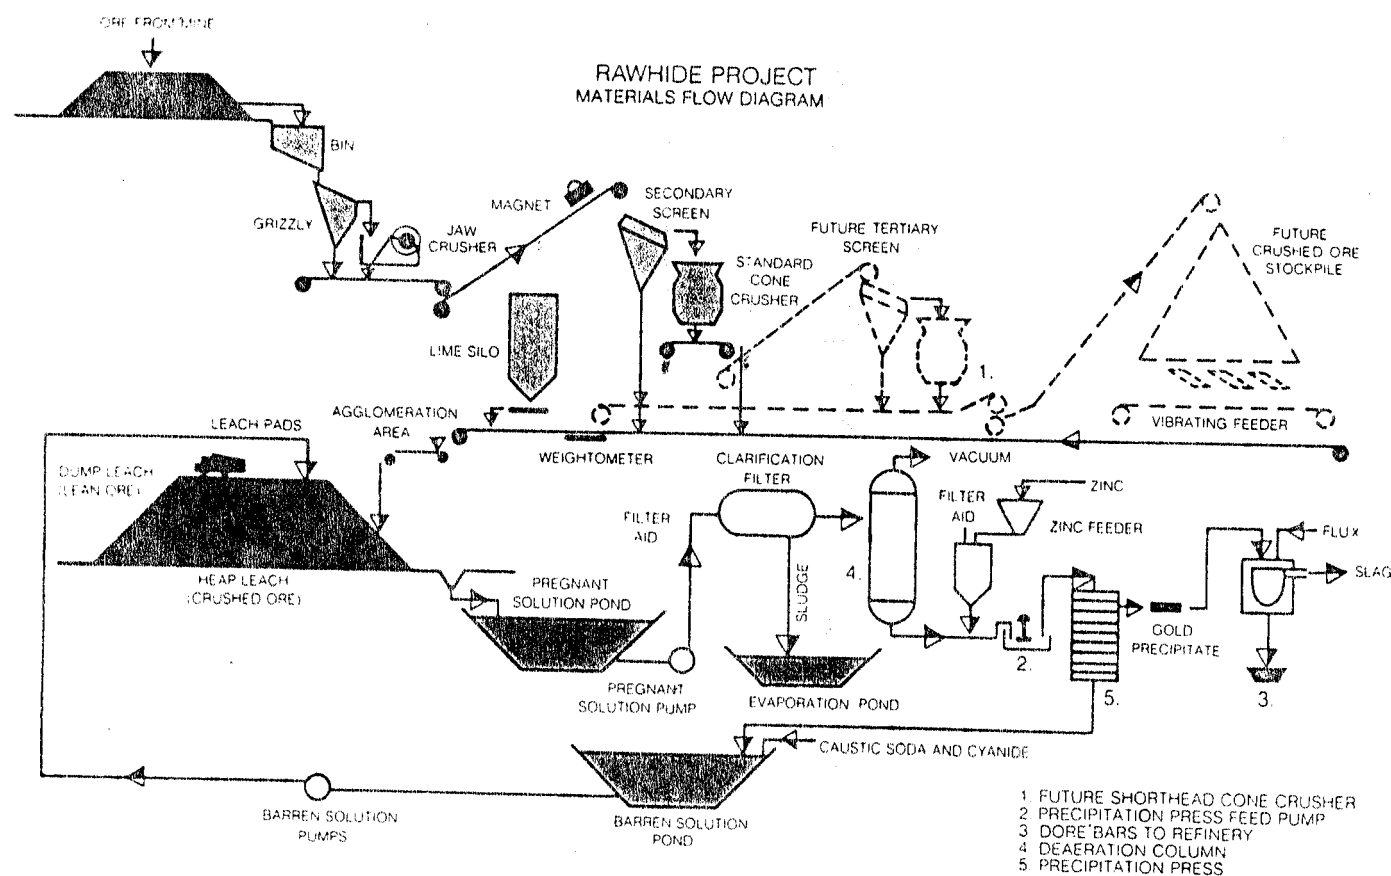 ORE FROM MINE
RAWHIDE PROJECT
MATERIALS FLOW DIAGRAM
BIN
GRIZZLY
JAW
CRUSHER
MAGNET
SECONDARY
SCREEN
STANDARD
CONE
CRUSHER
FUTURE TERTIARY
SCREEN
FUTURE
CRUSHED ORE
STOCKPILE
LIME SILO
1.
AGGLOMERATION
AREA
LEACH PADS
VIBRATING FEEDER
WEIGHTOMETER
DUMP LEACH
(LEAN ORE)
CLARIFICATION
FILTER
VACUUM
ZINC
FILTER
AID
ZINC FEEDER
FILTER
AID
FLUX
SLAG
4.
SLUDGE
HEAP LEACH
(CRUSHED ORE)
PREGNANT
SOLUTION POND
GOLD
PRECIPITATE
2.
PREGNANT
SOLUTION PUMP
EVAPORATION POND
5.
3.
CAUSTIC SODA AND CYANIDE
BARREN SOLUTION
PUMPS
BARREN SOLUTION
POND
1. FUTURE SHORTHEAD CONE CRUSHER
2. PRECIPITATION PRESS FEED PUMP
3 DORE BARS TO REFINERY
4 DEAERATION COLUMN
5. PRECIPITATION PRESS